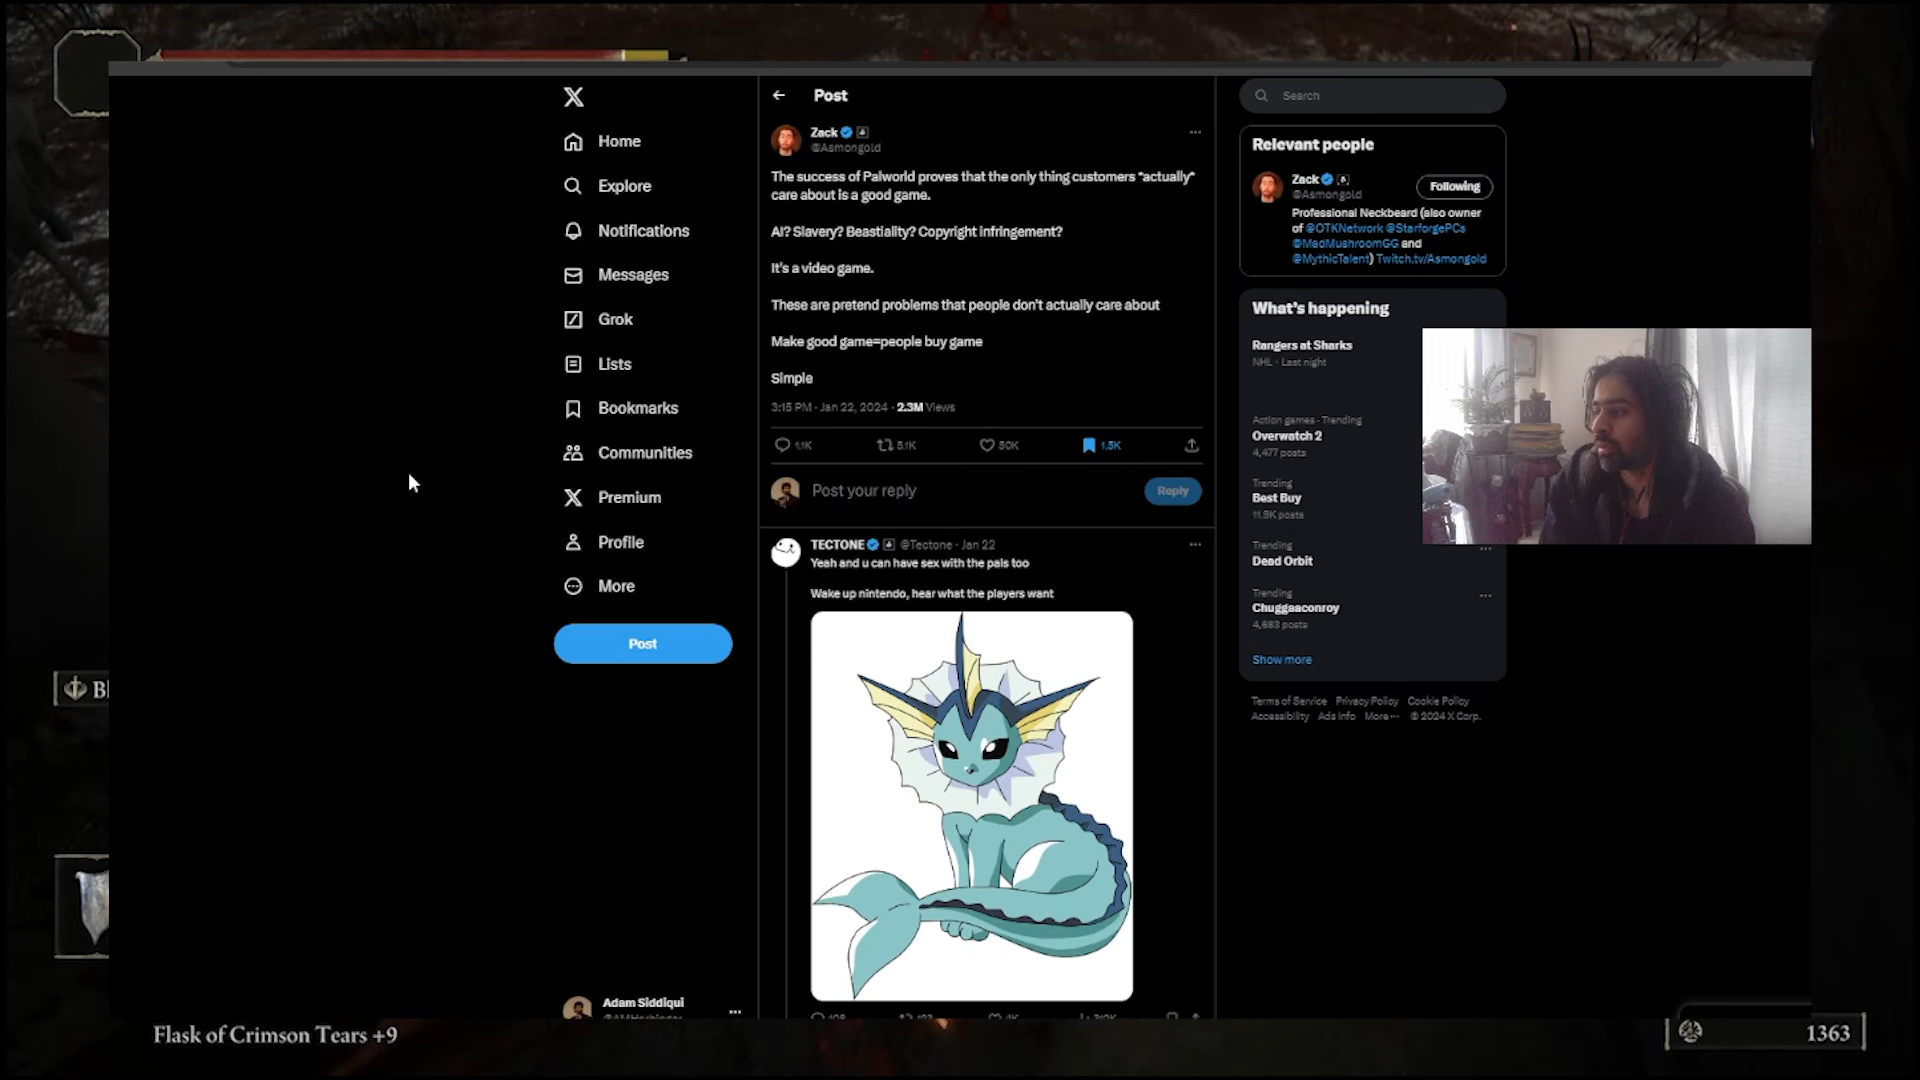 Home
Explore
Notifications
Messages
Grok
Lists
Bookmarks
Communities
Premium
Profile
More
Post
Adam Siddiqui
Post
Zack
@Asmongold
The success of Palworld proves that the only thing customers *actually*
care about is a good game.
AI? Slavery? Beastiality? Copyright infringement?
It's a video game.
These are pretend problems that people don't actually care about
Make good game=people buy game
Simple
3:15 PM · Jan 22, 2024 · 2.3M Views
1.1K 5.1K 50K 1.5K
Post your reply
Reply
TECTONE @Tectone · Jan 22
Yeah and u can have sex with the pals too
Wake up nintendo, hear what the players want
Search
Relevant people
Zack
@Asmongold
Following
Professional Neckbeard (also owner
of @OTKNetwork @StarforgePCs
@MadMushroomGG and
@MythicTalent) Twitch.tv/Asmongold
What's happening
Rangers at Sharks
NHL · Last night
Action games · Trending
Overwatch 2
4,477 posts
Trending
Best Buy
11.9K posts
Trending
Dead Orbit
Trending
Chuggaaconroy
4,683 posts
Show more
Terms of Service Privacy Policy Cookie Policy
Accessibility Ads info More ··· © 2024 X Corp.
Flask of Crimson Tears +9
1363